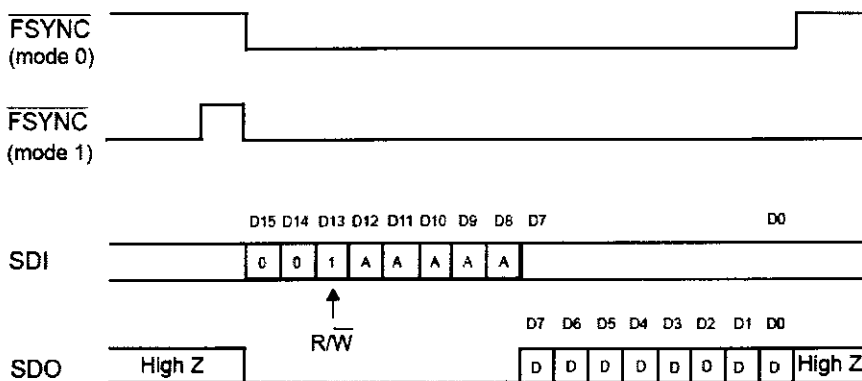 FSYNC
(mode 0)
FSYNC
(mode 1)
D15 D14 D13 D12 D11 D10 D9 D8 D7 D0
SDI 0 0 1 A A A A A
R/W
D7 D6 D5 D4 D3 D2 D1 D0
SDO High Z D D D D D D D D High Z